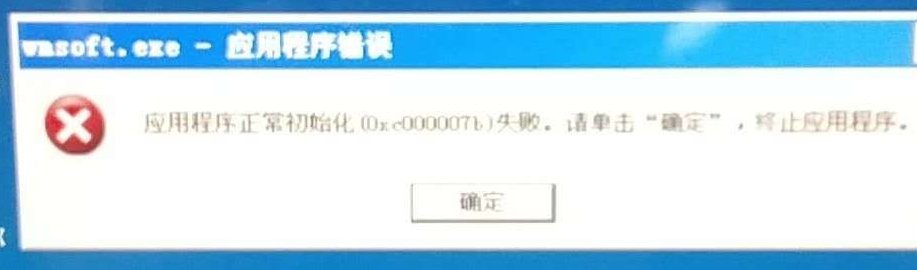 wmsoft.exe - 应用程序错误
应用程序正常初始化(0xc000007b)失败。请单击“确定”，终止应用程序。
确定